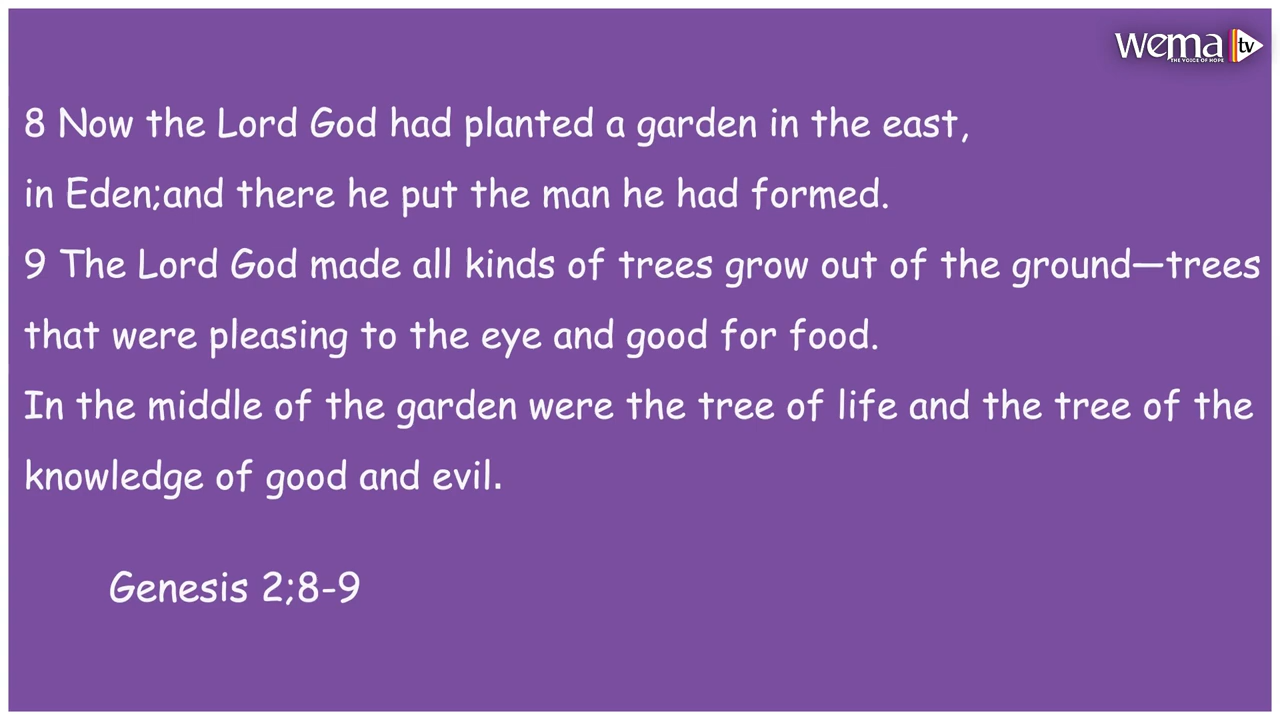 wema tv
THE VOICE OF HOPE
8 Now the Lord God had planted a garden in the east,
in Eden;and there he put the man he had formed.
9 The Lord God made all kinds of trees grow out of the ground—trees
that were pleasing to the eye and good for food.
In the middle of the garden were the tree of life and the tree of the
knowledge of good and evil.
Genesis 2;8-9